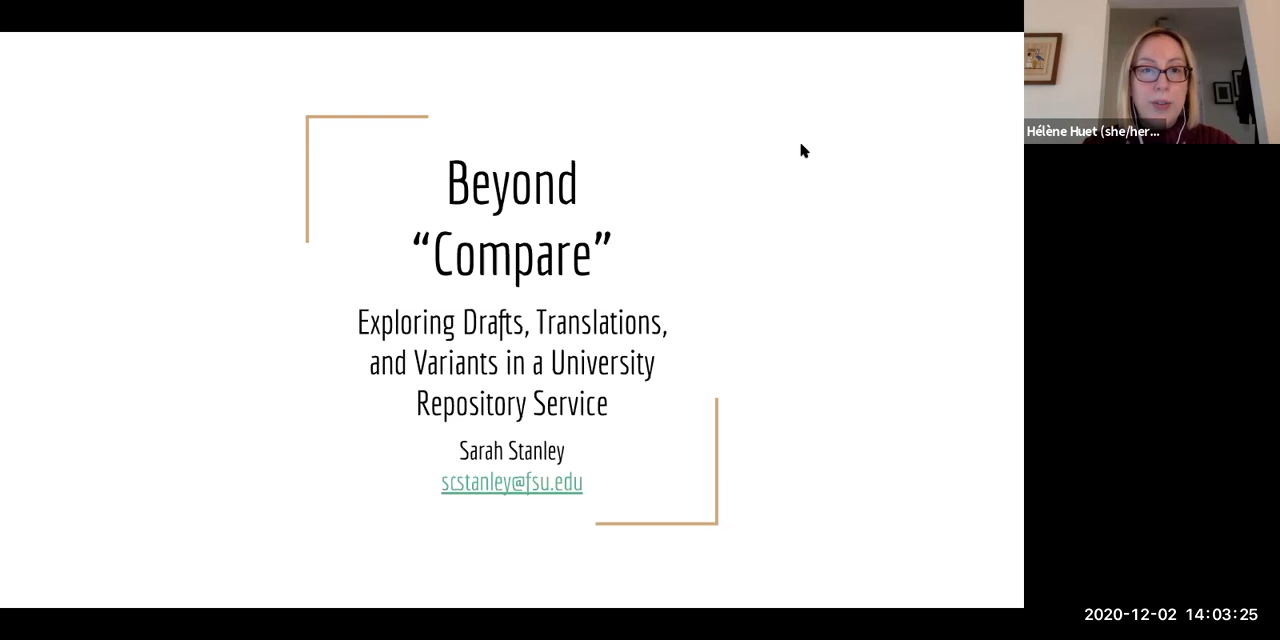 Beyond
“Compare”
Exploring Drafts, Translations,
and Variants in a University
Repository Service
Sarah Stanley
scstanley@fsu.edu
Hélène Huet (she/her...
2020-12-02 14:03:25